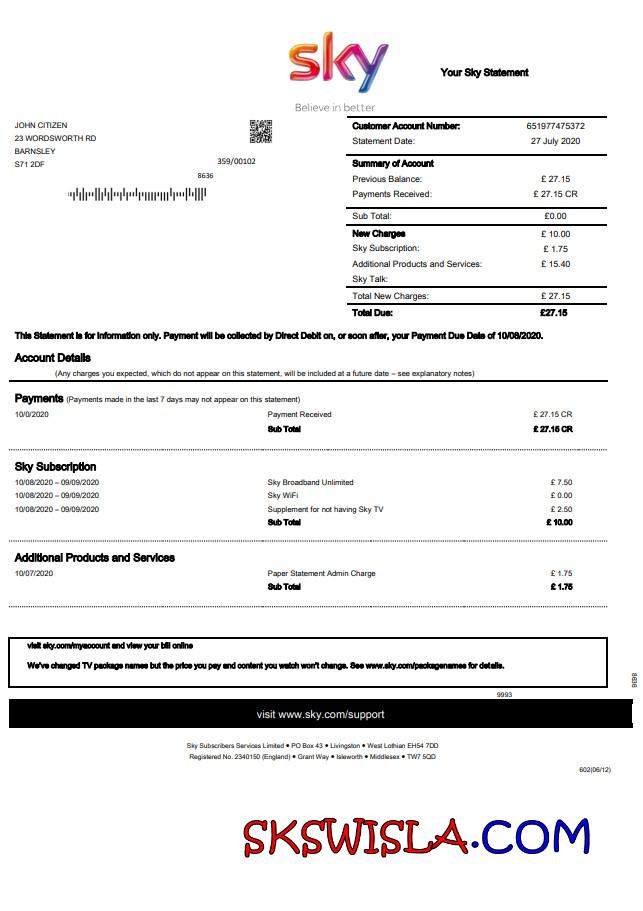 sky
Believe in better
Your Sky Statement
JOHN CITIZEN
23 WORDSWORTH RD
BARNSLEY
S71 2DF
359/00102
8636
Customer Account Number: 651977475372
Statement Date: 27 July 2020
Summary of Account
Previous Balance: £ 27.15
Payments Received: £ 27.15 CR
Sub Total: £0.00
New Charges £ 10.00
Sky Subscription: £ 1.75
Additional Products and Services: £ 15.40
Sky Talk:
Total New Charges: £ 27.15
Total Due: £27.15
This Statement is for information only. Payment will be collected by Direct Debit on, or soon after, your Payment Due Date of 10/08/2020.
Account Details
(Any charges you expected, which do not appear on this statement, will be included at a future date – see explanatory notes)
Payments (Payments made in the last 7 days may not appear on this statement)
10/0/2020 Payment Received £ 27.15 CR
Sub Total £ 27.15 CR
Sky Subscription
10/08/2020 – 09/09/2020 Sky Broadband Unlimited £ 7.50
10/08/2020 – 09/09/2020 Sky WiFi £ 0.00
10/08/2020 – 09/09/2020 Supplement for not having Sky TV £ 2.50
Sub Total £ 10.00
Additional Products and Services
10/07/2020 Paper Statement Admin Charge £ 1.75
Sub Total £ 1.75
visit sky.com/myaccount and view your bill online
We've changed TV package names but the price you pay and content you watch won't change. See www.sky.com/packagenames for details.
8636
9993
visit www.sky.com/support
Sky Subscribers Services Limited • PO Box 43 • Livingston • West Lothian EH54 7DD
Registered No. 2340150 (England) • Grant Way • Isleworth • Middlesex • TW7 5QD
602(06/12)
SKSWISLA.COM